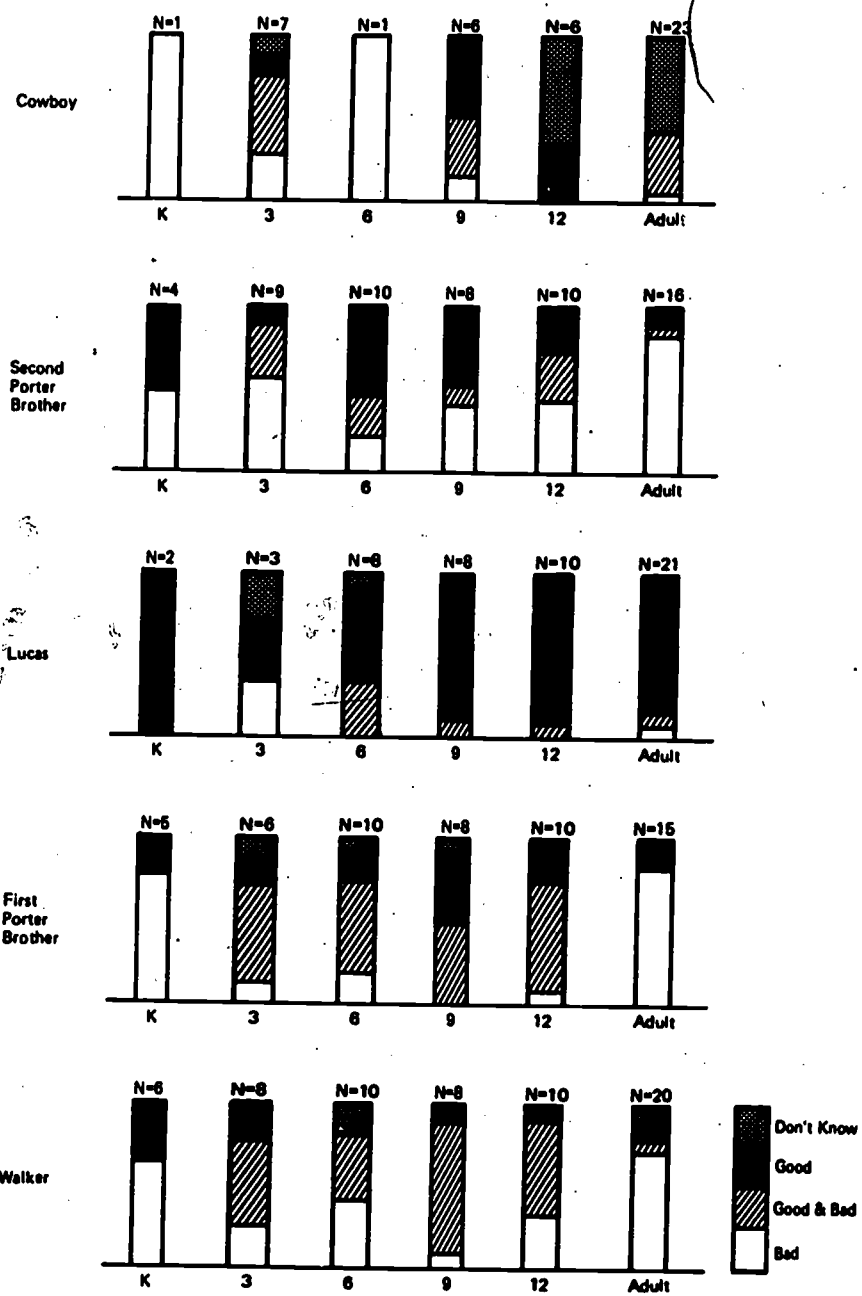 N=1 N=7 N=1 N=6 N=6 N=23
Cowboy
K 3 6 9 12 Adult
N=4 N=9 N=10 N=8 N=10 N=16
Second
Porter
Brother
K 3 6 9 12 Adult
N=2 N=3 N=8 N=8 N=10 N=21
Lucas
K 3 6 9 12 Adult
N=5 N=6 N=10 N=8 N=10 N=15
First
Porter
Brother
K 3 6 9 12 Adult
N=6 N=8 N=10 N=8 N=10 N=20
Walker
K 3 6 9 12 Adult
Don't Know
Good
Good & Bad
Bad